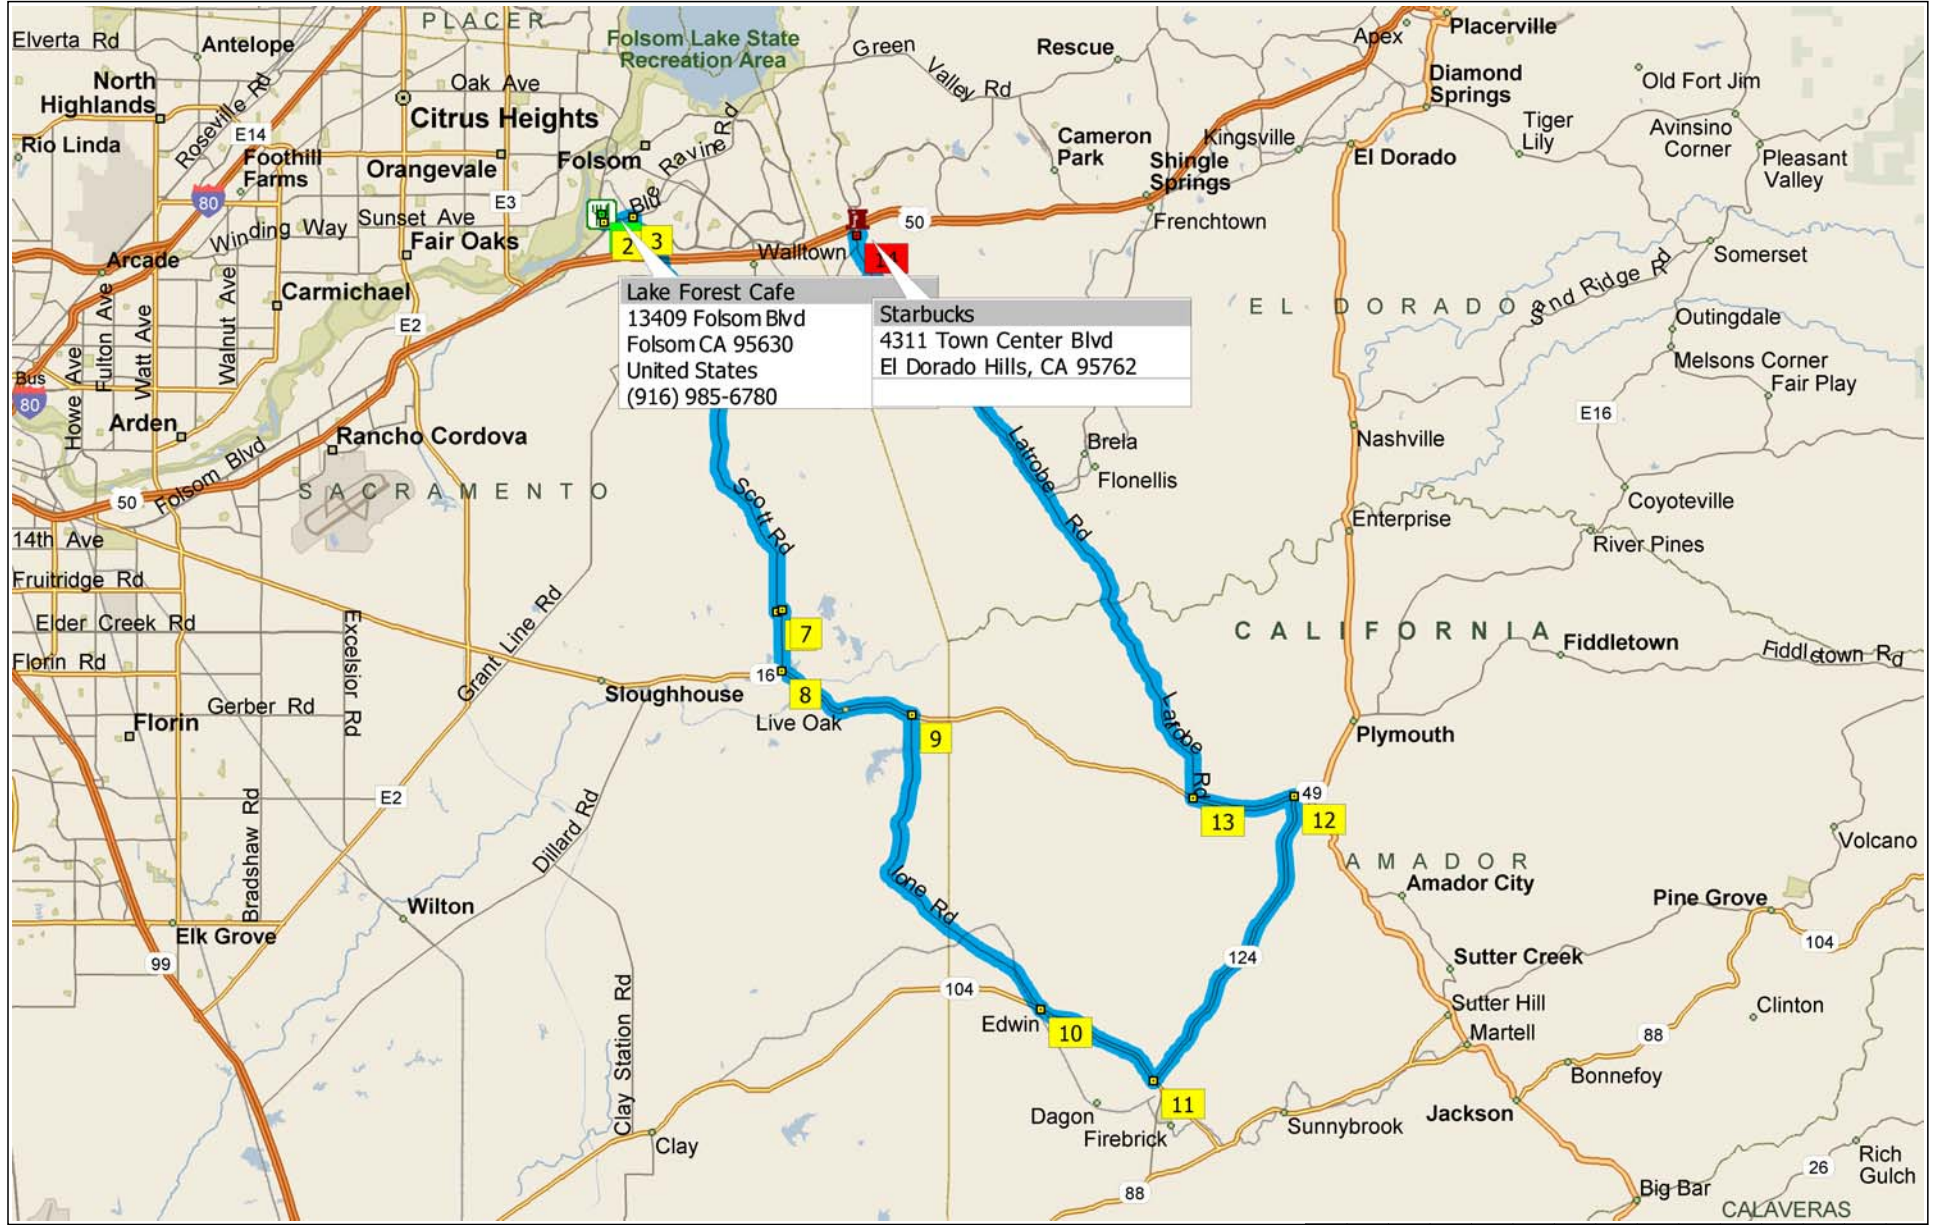 PLACER
Elverta Rd
Antelope
North
Highlands
Roseville Rd
Rio Linda
E14
Foothill
Farms
80
Oak Ave
Citrus Heights
Orangevale
Folsom Lake State
Recreation Area
Folsom
Blu Ravine Rd
E3
Sunset Ave
Winding Way
Fair Oaks
Arcade
Green
Valley Rd
Rescue
Cameron
Park
Shingle
Springs
Kingsville
Apex
Placerville
Diamond
Springs
El Dorado
Old Fort Jim
Tiger
Lily
Avinsino
Corner
Pleasant
Valley
Frenchtown
50
Walltown
2
3
14
Lake Forest Cafe
13409 Folsom Blvd
Folsom CA 95630
United States
(916) 985-6780
Starbucks
4311 Town Center Blvd
El Dorado Hills, CA 95762
EL DORADO
Sand Ridge Rd
Somerset
Outingdale
Melsons Corner
Fair Play
E16
Carmichael
E2
Fulton Ave
Watt Ave
Walnut Ave
Howe Ave
Bus
80
Arden
Rancho Cordova
Folsom Blvd
50
SACRAMENTO
14th Ave
Fruitridge Rd
Elder Creek Rd
Florin Rd
Excelsior Rd
Grant Line Rd
Gerber Rd
Florin
Scott Rd
Latrobe Rd
Brela
Flonellis
Nashville
Enterprise
Coyoteville
River Pines
CALIFORNIA
Fiddletown
Fiddletown Rd
7
16
8
Sloughhouse
Live Oak
9
Latrobe Rd
Plymouth
49
13
12
E2
Bradshaw Rd
Dillard Rd
Ione Rd
AMADOR
Amador City
Volcano
Pine Grove
104
Wilton
Elk Grove
99
Clay Station Rd
104
124
Sutter Creek
Sutter Hill
Martell
Clinton
88
Edwin
10
11
Bonnefoy
Dagon
Firebrick
Sunnybrook
Jackson
Clay
88
Big Bar
26
Rich
Gulch
CALAVERAS